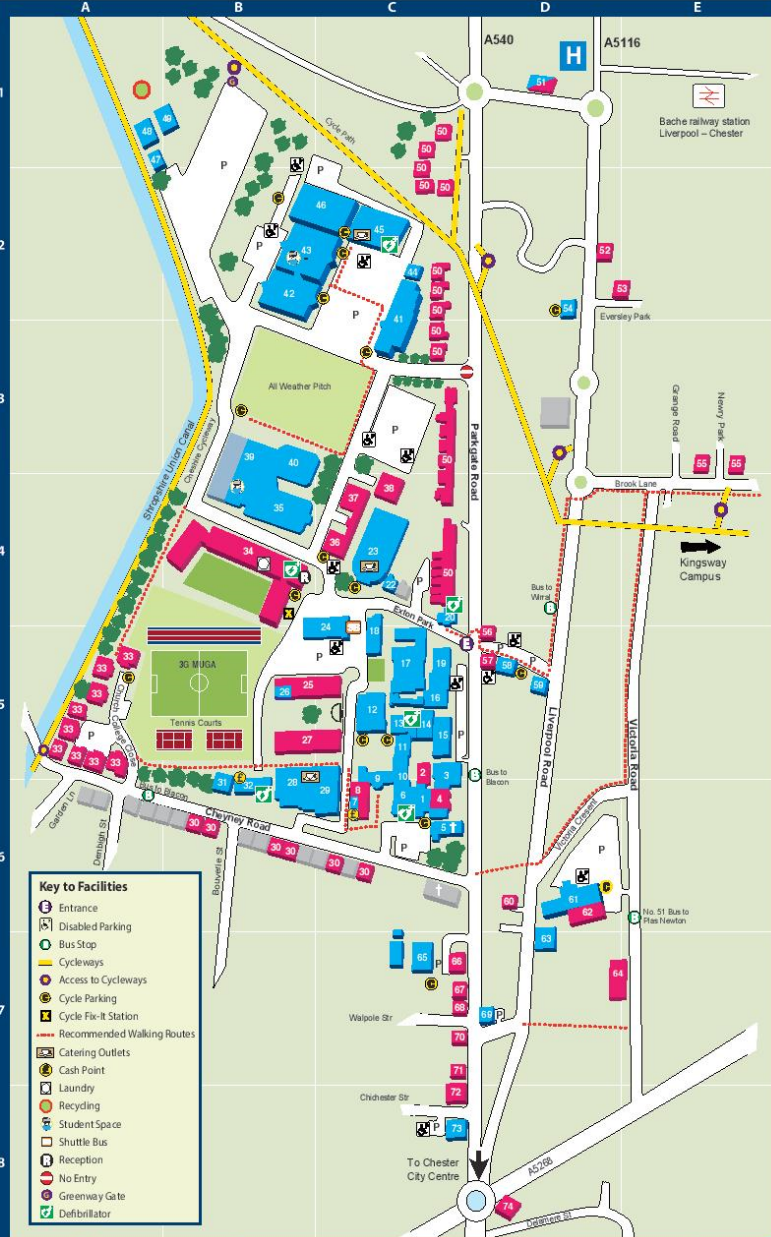 A B C D E
1
A540
A5116
H
51
Bache railway station
Liverpool – Chester
G
49
48
47
P
Cycle Path
50
50
50
50
50
P
C
46
45
C
2
P
43
C
44
50
42
C
50
41
50
P
50
50
C
52
53
C
54
Eversley Park
3
All Weather Pitch
C
P
Shropshire Union Canal
Cheshire Cycleway
39
40
35
38
37
50
Parkgate Road
Grange Road
Newry Park
55
55
Brook Lane
4
34
R
C
X
36
C
23
C
22
P
50
20
Kingsway
Campus
Bus to
Wirral
B
Exton Park
E
24
SB
P
18
17
19
16
56
P
57
58
C
59
5
33
33
33
33
33
33
33
33
P
C
Church College Close
3G MUGA
Tennis Courts
26
25
27
12
13
14
15
11
C
C
P
10
9
2
3
B
Bus to
Blacon
Liverpool Road
Victoria Road
Bus to Blacon
B
31
32
£
28
29
8
7
£
6
1
4
C
5
P
Cheyney Road
Garden Ln
Denbigh St
Bouverie St
30
30
30
30
30
30
6
Victoria Crescent
P
C
60
61
62
63
64
B
No. 51 Bus to
Plas Newton
Key to Facilities
E Entrance
Disabled Parking
B Bus Stop
Cycleways
Access to Cycleways
C Cycle Parking
X Cycle Fix-It Station
Recommended Walking Routes
Catering Outlets
£ Cash Point
Laundry
Recycling
Student Space
Shuttle Bus
R Reception
No Entry
G Greenway Gate
Defibrillator
7
65
P
C
66
67
68
Walpole Str
69
P
70
71
72
Chichester Str
P
73
8
To Chester
City Centre
A5268
74
Delamere St